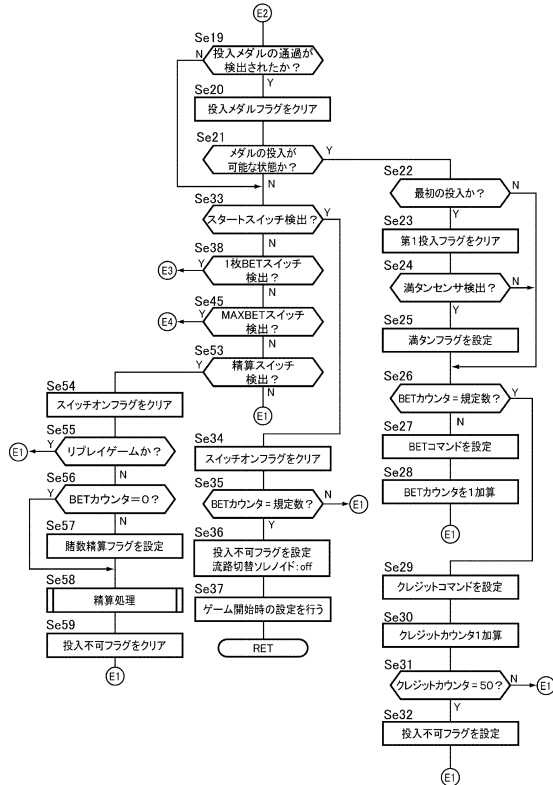 E2
Se19
投入メダルの通過が
検出されたか？
N
Y
Se20
投入メダルフラグをクリア
Se21
メダルの投入が
可能な状態か？
Y
N
Se33
スタートスイッチ検出？
Y
N
Se38
1枚BETスイッチ
検出？
Y
E3
N
Se45
MAXBETスイッチ
検出？
Y
E4
N
Se53
精算スイッチ
検出？
Y
N
E1
Se54
スイッチオンフラグをクリア
Se55
リプレイゲームか？
Y
E1
N
Se56
BETカウンタ＝0？
Y
N
Se57
賭数精算フラグを設定
Se58
精算処理
Se59
投入不可フラグをクリア
E1
Se34
スイッチオンフラグをクリア
Se35
BETカウンタ＝規定数？
N
E1
Y
Se36
投入不可フラグを設定
流路切替ソレノイド：off
Se37
ゲーム開始時の設定を行う
RET
Se22
最初の投入か？
N
Y
Se23
第1投入フラグをクリア
Se24
満タンセンサ検出？
N
Y
Se25
満タンフラグを設定
Se26
BETカウンタ＝規定数？
Y
N
Se27
BETコマンドを設定
Se28
BETカウンタを1加算
E1
Se29
クレジットコマンドを設定
Se30
クレジットカウンタ1加算
Se31
クレジットカウンタ＝50？
N
E1
Y
Se32
投入不可フラグを設定
E1